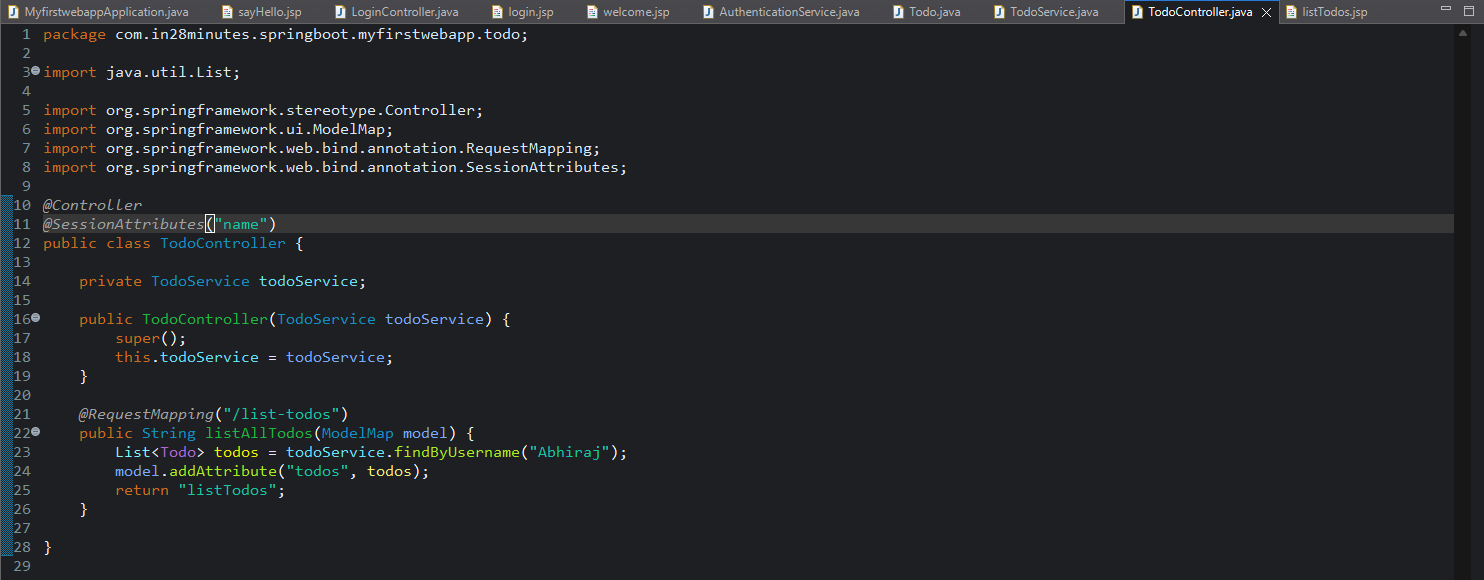 MyfirstwebappApplication.java sayHello.jsp LoginController.java login.jsp welcome.jsp AuthenticationService.java Todo.java TodoService.java TodoController.java listTodos.jsp
1 package com.in28minutes.springboot.myfirstwebapp.todo;
2
3 import java.util.List;
4
5 import org.springframework.stereotype.Controller;
6 import org.springframework.ui.ModelMap;
7 import org.springframework.web.bind.annotation.RequestMapping;
8 import org.springframework.web.bind.annotation.SessionAttributes;
9
10 @Controller
11 @SessionAttributes("name")
12 public class TodoController {
13
14     private TodoService todoService;
15
16     public TodoController(TodoService todoService) {
17         super();
18         this.todoService = todoService;
19     }
20
21     @RequestMapping("/list-todos")
22     public String listAllTodos(ModelMap model) {
23         List<Todo> todos = todoService.findByUsername("Abhiraj");
24         model.addAttribute("todos", todos);
25         return "listTodos";
26     }
27
28 }
29